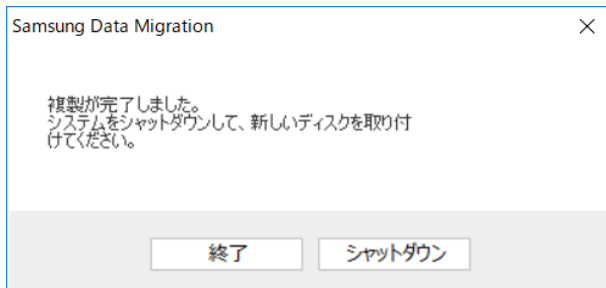 Samsung Data Migration
複製が完了しました。
システムをシャットダウンして、新しいディスクを取り付
けてください。
終了
シャットダウン